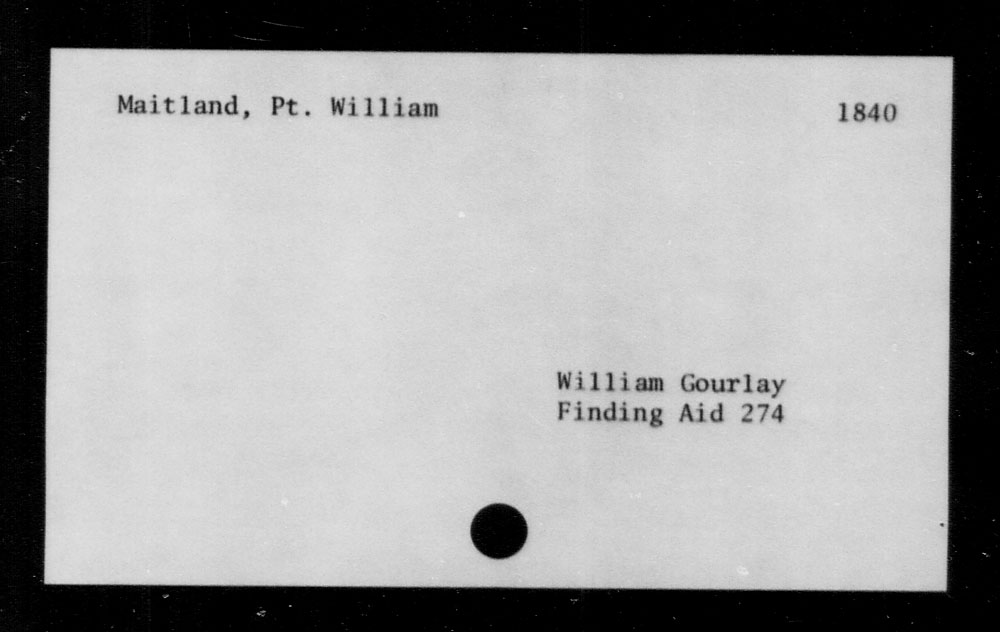 Maitland, Pt. William 1840
William Gourlay
Finding Aid 274